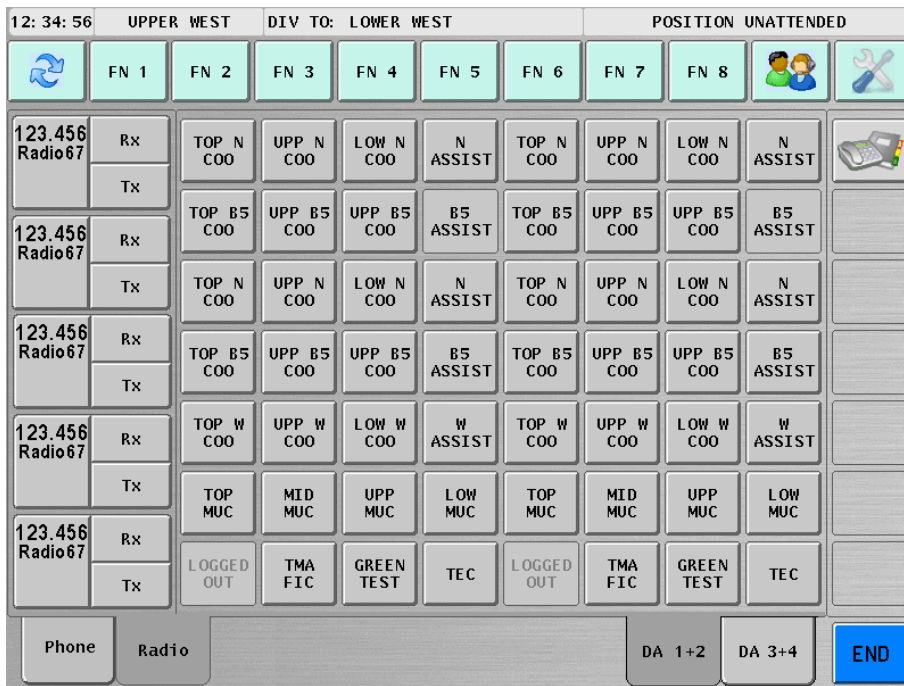 12: 34: 56 UPPER WEST DIV TO: LOWER WEST POSITION UNATTENDED
FN 1 FN 2 FN 3 FN 4 FN 5 FN 6 FN 7 FN 8
123.456
Radio67
Rx
Tx
123.456
Radio67
Rx
Tx
123.456
Radio67
Rx
Tx
123.456
Radio67
Rx
Tx
123.456
Radio67
Rx
Tx
TOP N UPP N LOW N N TOP N UPP N LOW N N
COO COO COO ASSIST COO COO COO ASSIST
TOP B5 UPP B5 UPP B5 B5 TOP B5 UPP B5 UPP B5 B5
COO COO COO ASSIST COO COO COO ASSIST
TOP N UPP N LOW N N TOP N UPP N LOW N N
COO COO COO ASSIST COO COO COO ASSIST
TOP B5 UPP B5 UPP B5 B5 TOP B5 UPP B5 UPP B5 B5
COO COO COO ASSIST COO COO COO ASSIST
TOP W UPP W LOW W W TOP W UPP W LOW W W
COO COO COO ASSIST COO COO COO ASSIST
TOP MID UPP LOW TOP MID UPP LOW
MUC MUC MUC MUC MUC MUC MUC MUC
LOGGED TMA GREEN TEC LOGGED TMA GREEN TEC
OUT FIC TEST OUT FIC TEST
Phone Radio DA 1+2 DA 3+4 END